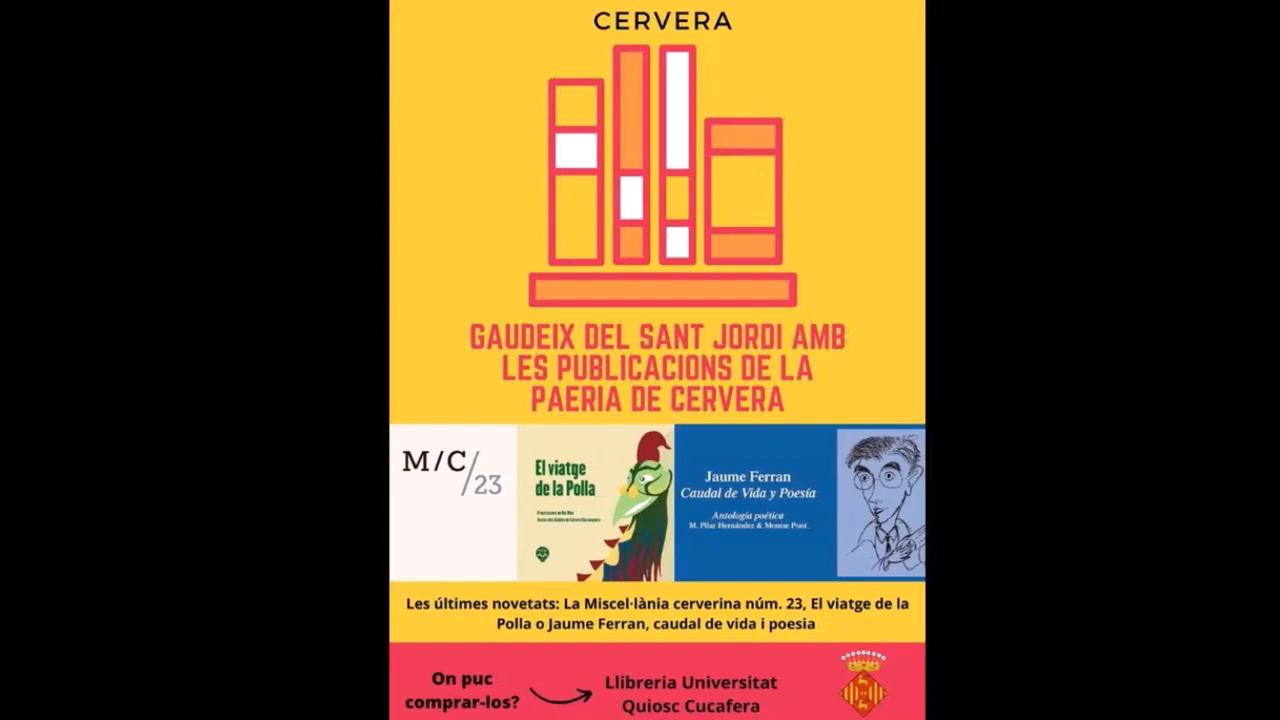 CERVERA
GAUDEIX DEL SANT JORDI AMB
LES PUBLICACIONS DE LA
PAERIA DE CERVERA
M/C/23
El viatge
de la Polla
Jaume Ferran
Caudal de Vida y Poesía
Antología poética
M. Pilar Hernández & Montse Pont
Les últimes novetats: La Miscel·lània cerverina núm. 23, El viatge de la
Polla o Jaume Ferran, caudal de vida i poesia
On puc
comprar-los?
Llibreria Universitat
Quiosc Cucafera